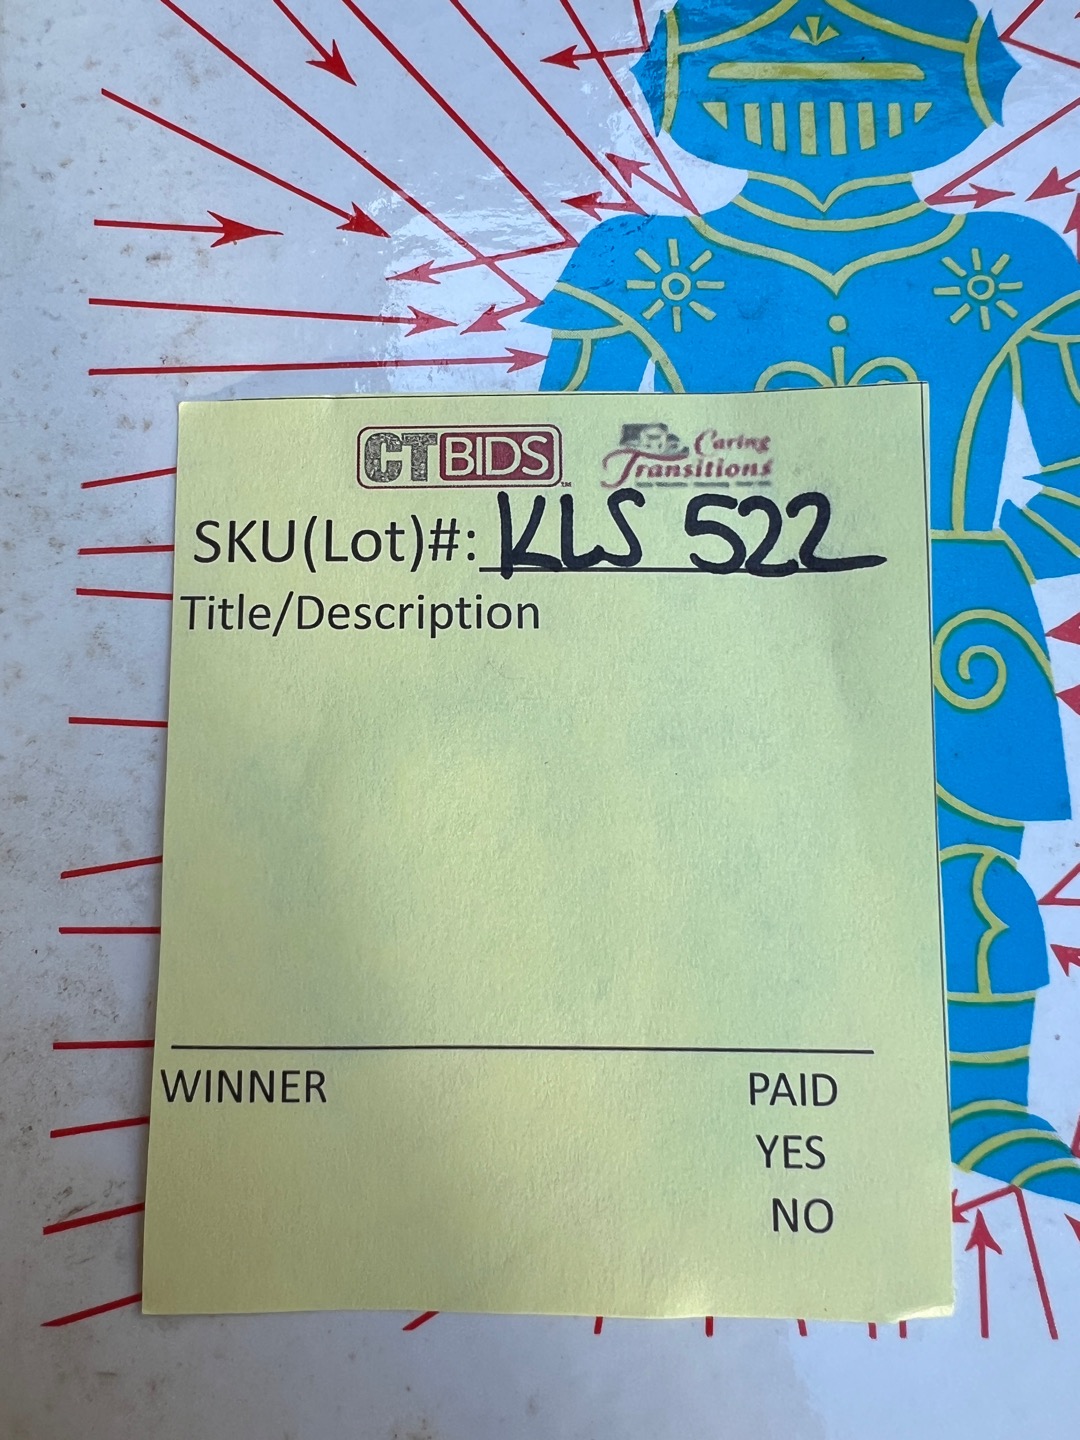 CTBIDS
Caring
Transitions
SKU(Lot)#: KLS 522
Title/Description
WINNER PAID
YES
NO